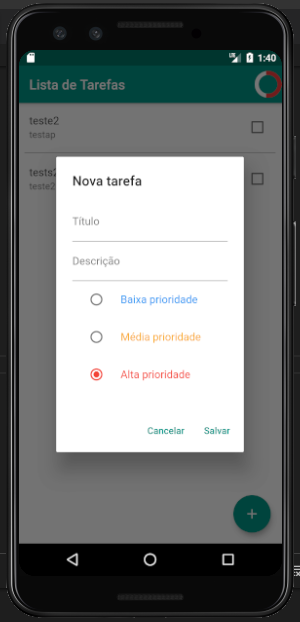 1:40
Lista de Tarefas
teste2
testap
tests2
teste2
Nova tarefa
Título
Descrição
Baixa prioridade
Média prioridade
Alta prioridade
Cancelar
Salvar
+